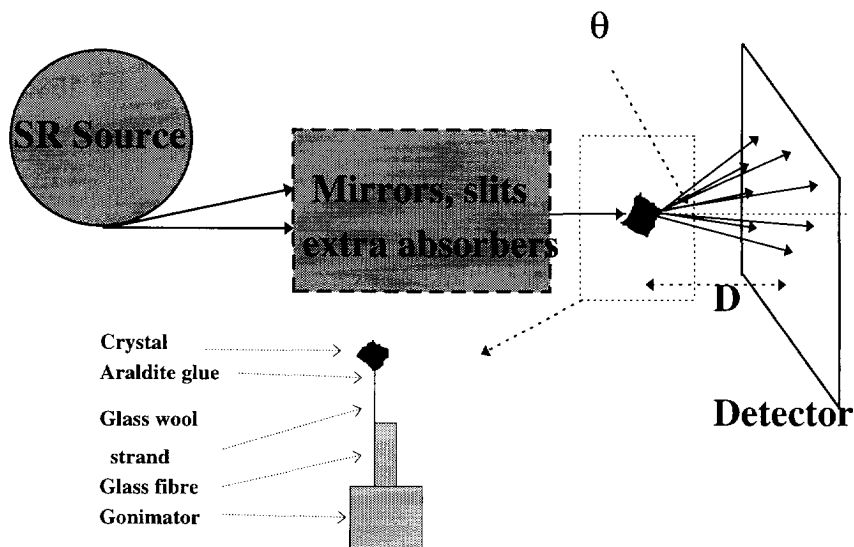 θ
SR Source
Mirrors, slits
extra absorbers
D
Detector
Crystal
Araldite glue
Glass wool
strand
Glass fibre
Gonimator